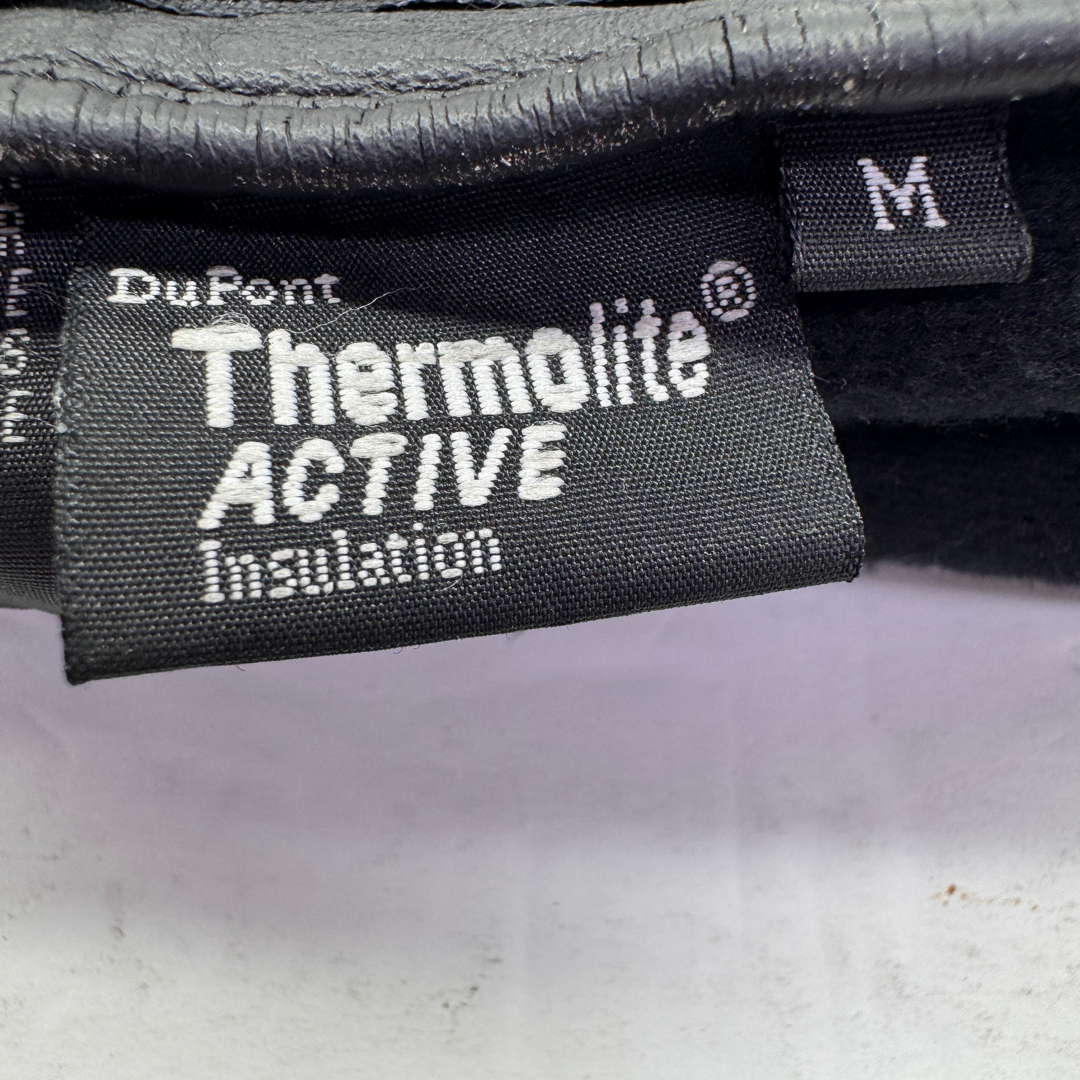 M
DuPont
Thermolite®
ACTIVE
Insulation